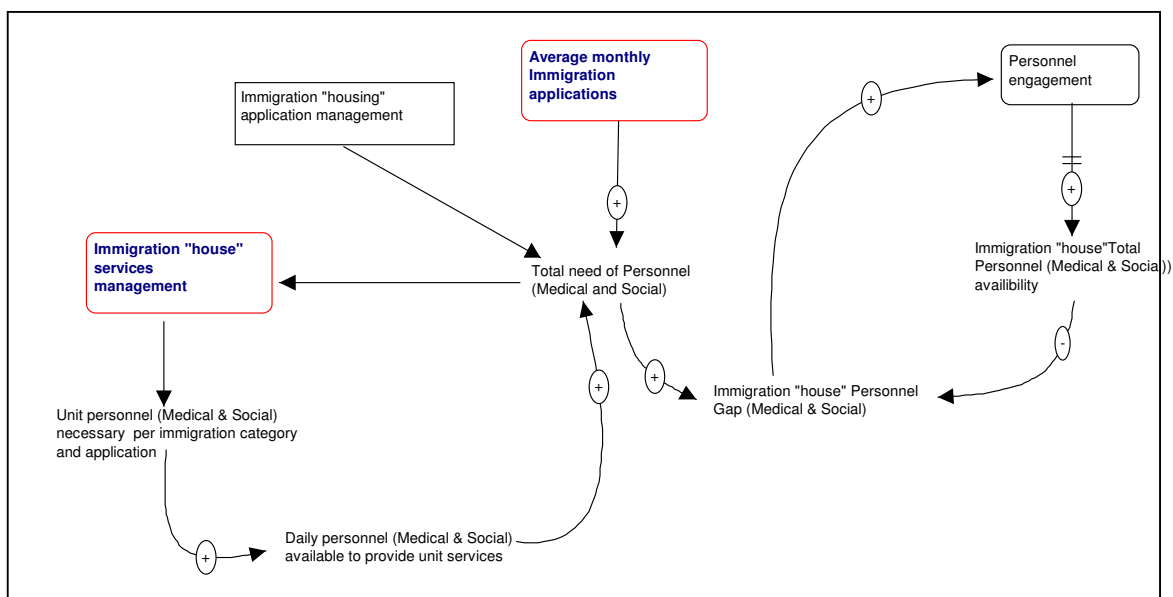 Average monthly
Immigration
applications
Personnel
engagement
Immigration "housing"
application management
+
+
+
Immigration "house"
services
management
Total need of Personnel
(Medical and Social)
Immigration "house"Total
Personnel (Medical & Social))
availibility
-
+
+
Immigration "house" Personnel
Gap (Medical & Social)
Unit personnel (Medical & Social)
necessary per immigration category
and application
Daily personnel (Medical & Social)
available to provide unit services
+